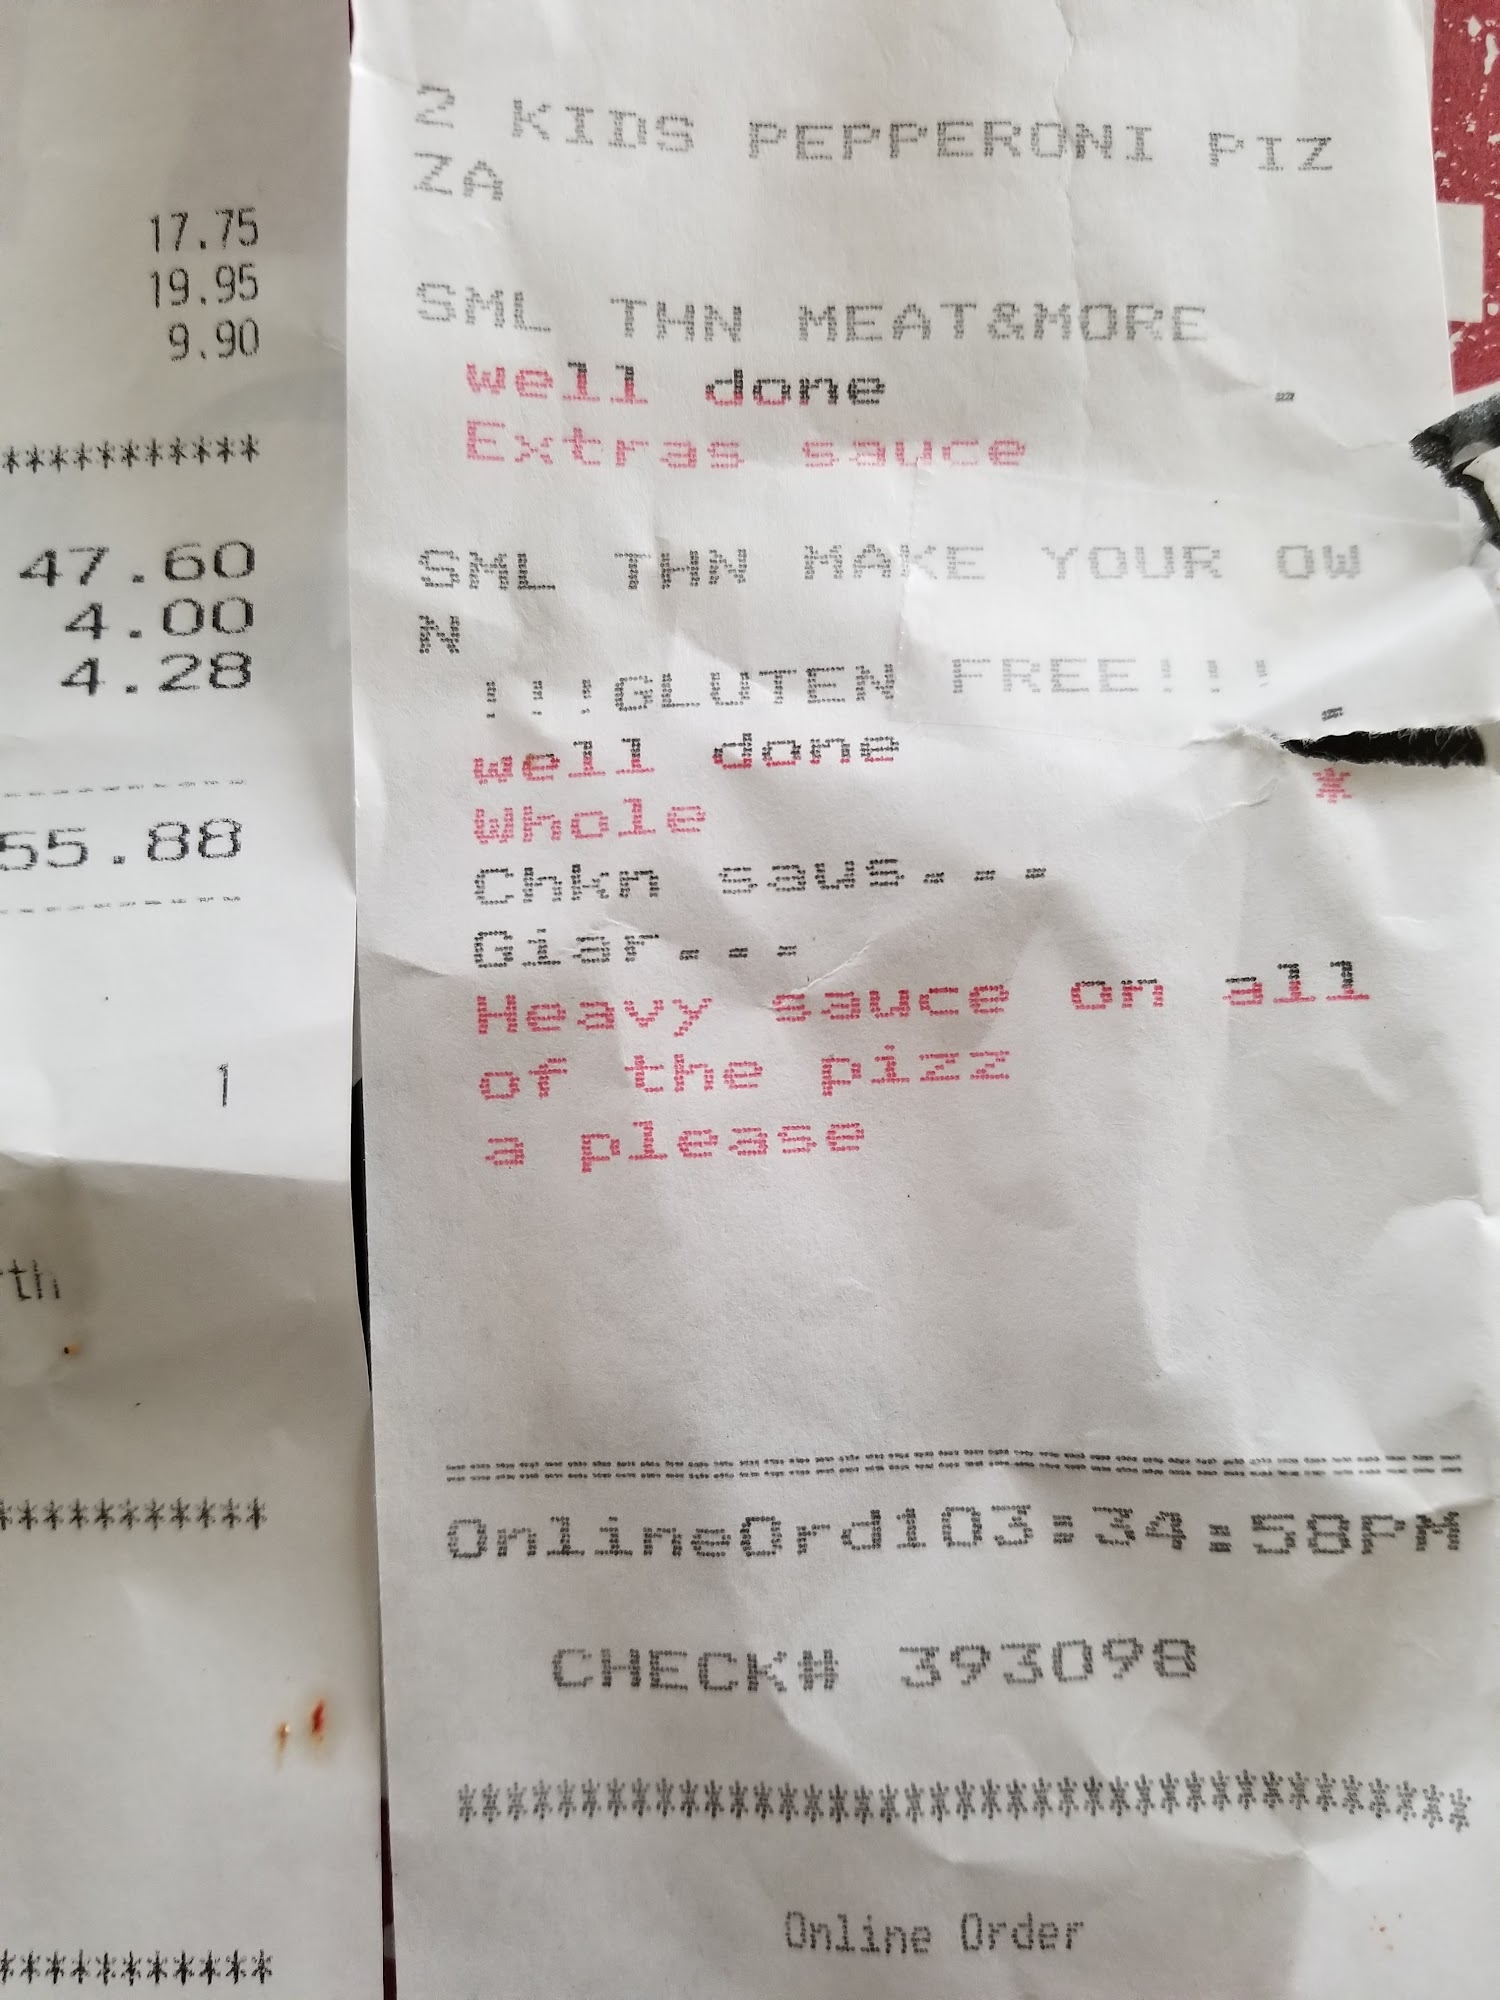 17.75
19.95
9.90
***********
47.60
4.00
4.28
55.88
1
th
***********
***********
2 KIDS PEPPERONI PIZ
ZA
SML THN MEAT&MORE
Well done -
Extras sauce
SML THN MAKE YOUR OW
N
!!!GLUTEN FREE!!!
Well done -
Whole *
Chkn saws---
Giar---
Heavy sauce on all
of the pizz
a please
OnlineOrd103:34:58PM
CHECK# 393098
*****************************************
Online Order